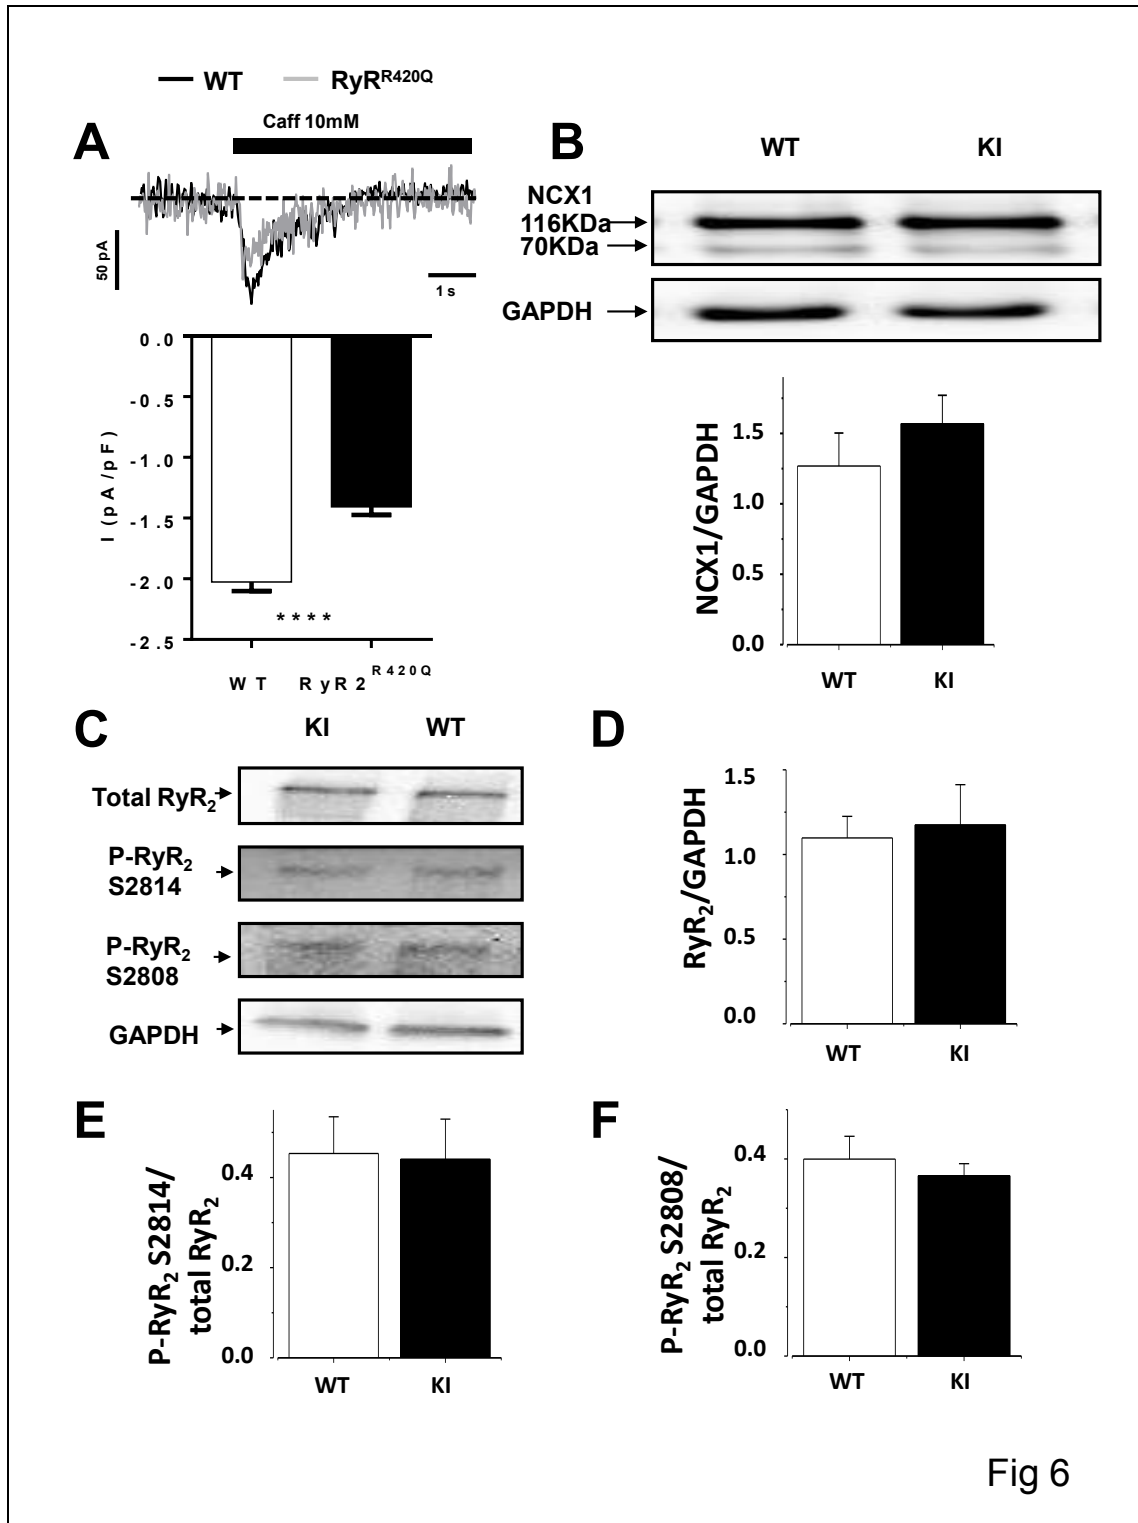 WT RyR^R420Q
A
Caff 10mM
50 pA
1 s
0.0
-0.5
-1.0
-1.5
-2.0
-2.5
I (pA/pF)
****
WT RyR2^R420Q
B
WT KI
NCX1
116KDa
70KDa
GAPDH
NCX1/GAPDH
1.5
1.0
0.5
0.0
WT KI
C
KI WT
Total RyR₂
P-RyR₂
S2814
P-RyR₂
S2808
GAPDH
D
RyR₂/GAPDH
1.5
1.0
0.5
0.0
WT KI
E
P-RyR₂ S2814/
total RyR₂
0.4
0.2
0.0
WT KI
F
P-RyR₂ S2808/
total RyR₂
0.4
0.2
0.0
WT KI
Fig 6